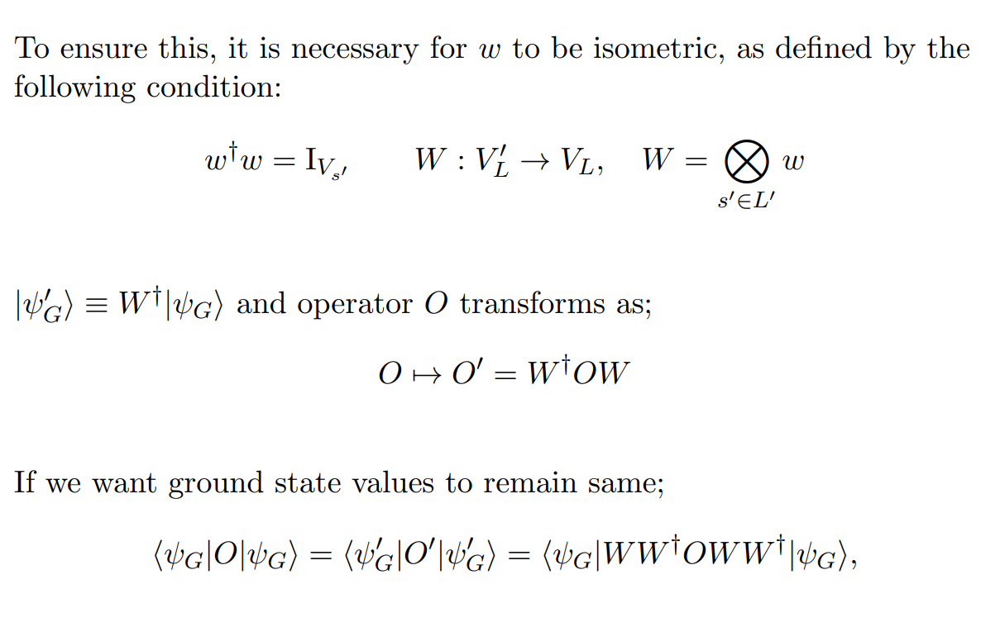 To ensure this, it is necessary for $w$ to be isometric, as defined by the
following condition:
$$w^\dagger w = \mathrm{I}_{V_{s'}} \qquad W : V'_L \to V_L, \quad W = \bigotimes_{s' \in L'} w$$
$|\psi'_G\rangle \equiv W^\dagger|\psi_G\rangle$ and operator $O$ transforms as;
$$O \mapsto O' = W^\dagger O W$$
If we want ground state values to remain same;
$$\langle\psi_G|O|\psi_G\rangle = \langle\psi'_G|O'|\psi'_G\rangle = \langle\psi_G|WW^\dagger OWW^\dagger|\psi_G\rangle,$$